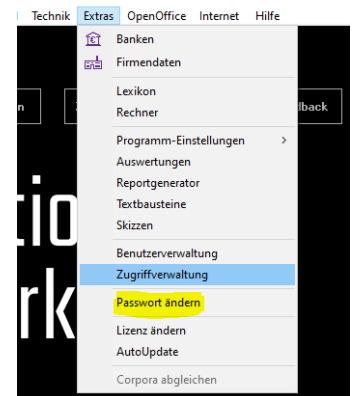 Technik Extras OpenOffice Internet Hilfe
Banken
Firmendaten
Lexikon
Rechner
Programm-Einstellungen >
Auswertungen
Reportgenerator
Textbausteine
Skizzen
Benutzerverwaltung
Zugriffverwaltung
Passwort ändern
Lizenz ändern
AutoUpdate
Corpora abgleichen